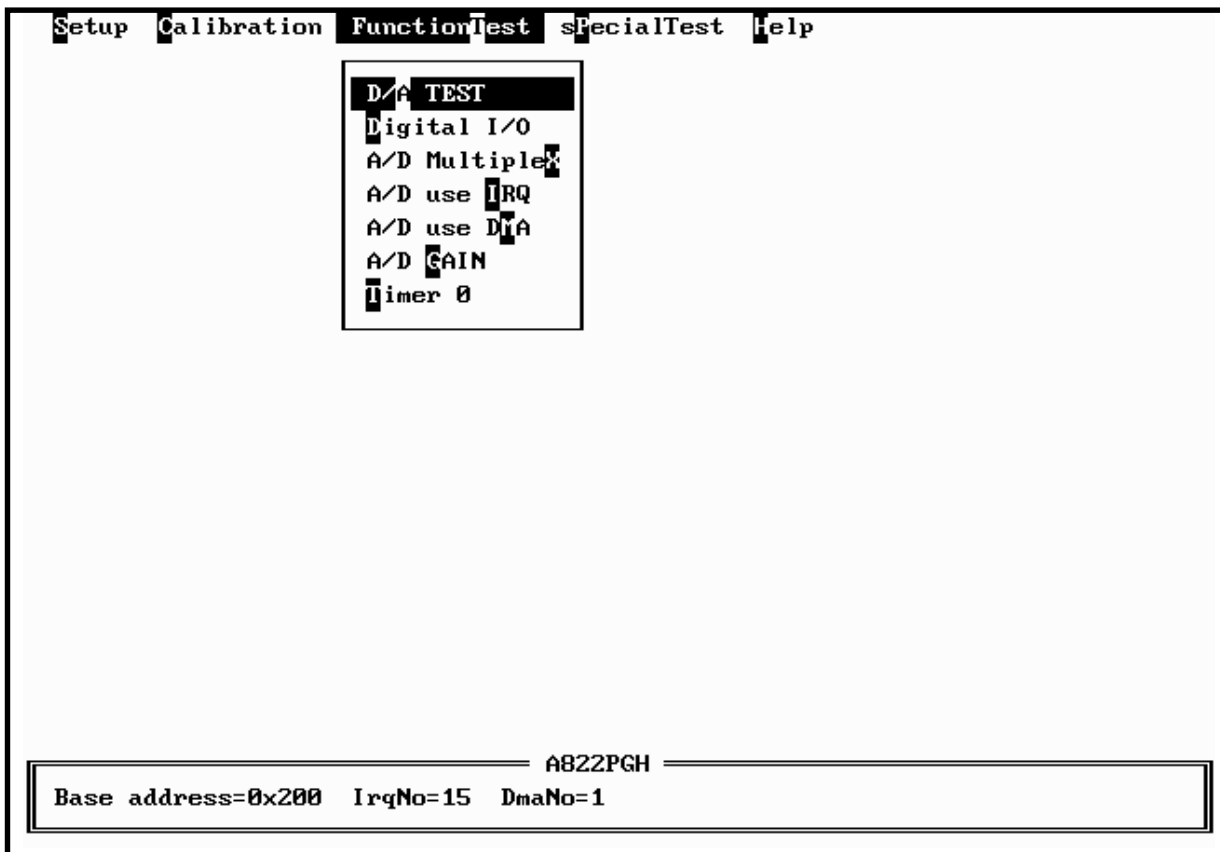 Setup Calibration FunctionTest sPecialTest Help
D/A TEST
Digital I/O
A/D MultipleX
A/D use IRQ
A/D use DMA
A/D GAIN
Timer 0
A822PGH
Base address=0x200 IrqNo=15 DmaNo=1